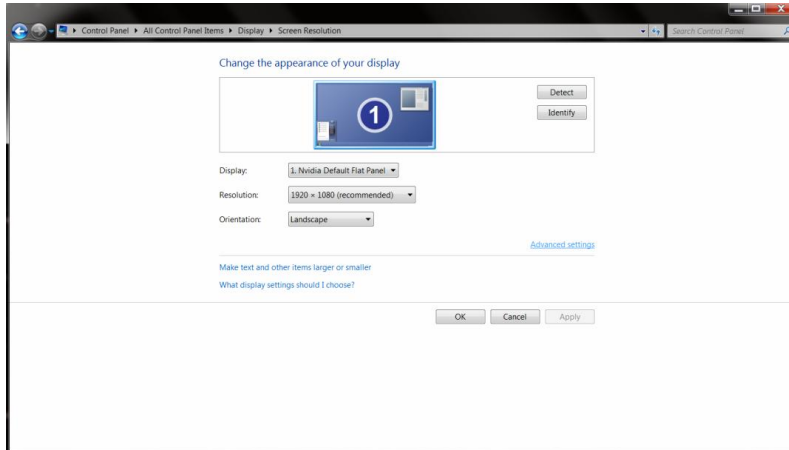 Control Panel ▸ All Control Panel Items ▸ Display ▸ Screen Resolution
Search Control Panel
Change the appearance of your display
1
Detect
Identify
Display: 1. Nvidia Default Flat Panel
Resolution: 1920 × 1080 (recommended)
Orientation: Landscape
Advanced settings
Make text and other items larger or smaller
What display settings should I choose?
OK Cancel Apply